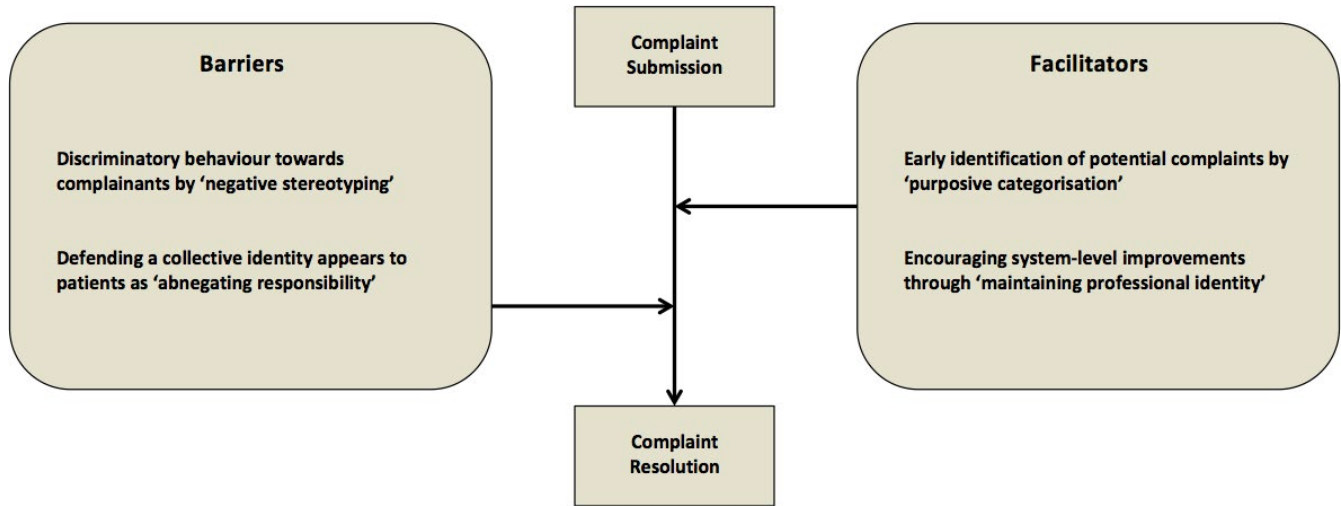 Complaint
Submission
Barriers
Discriminatory behaviour towards
complainants by ‘negative stereotyping’
Defending a collective identity appears to
patients as ‘abnegating responsibility’
Facilitators
Early identification of potential complaints by
‘purposive categorisation’
Encouraging system-level improvements
through ‘maintaining professional identity’
Complaint
Resolution